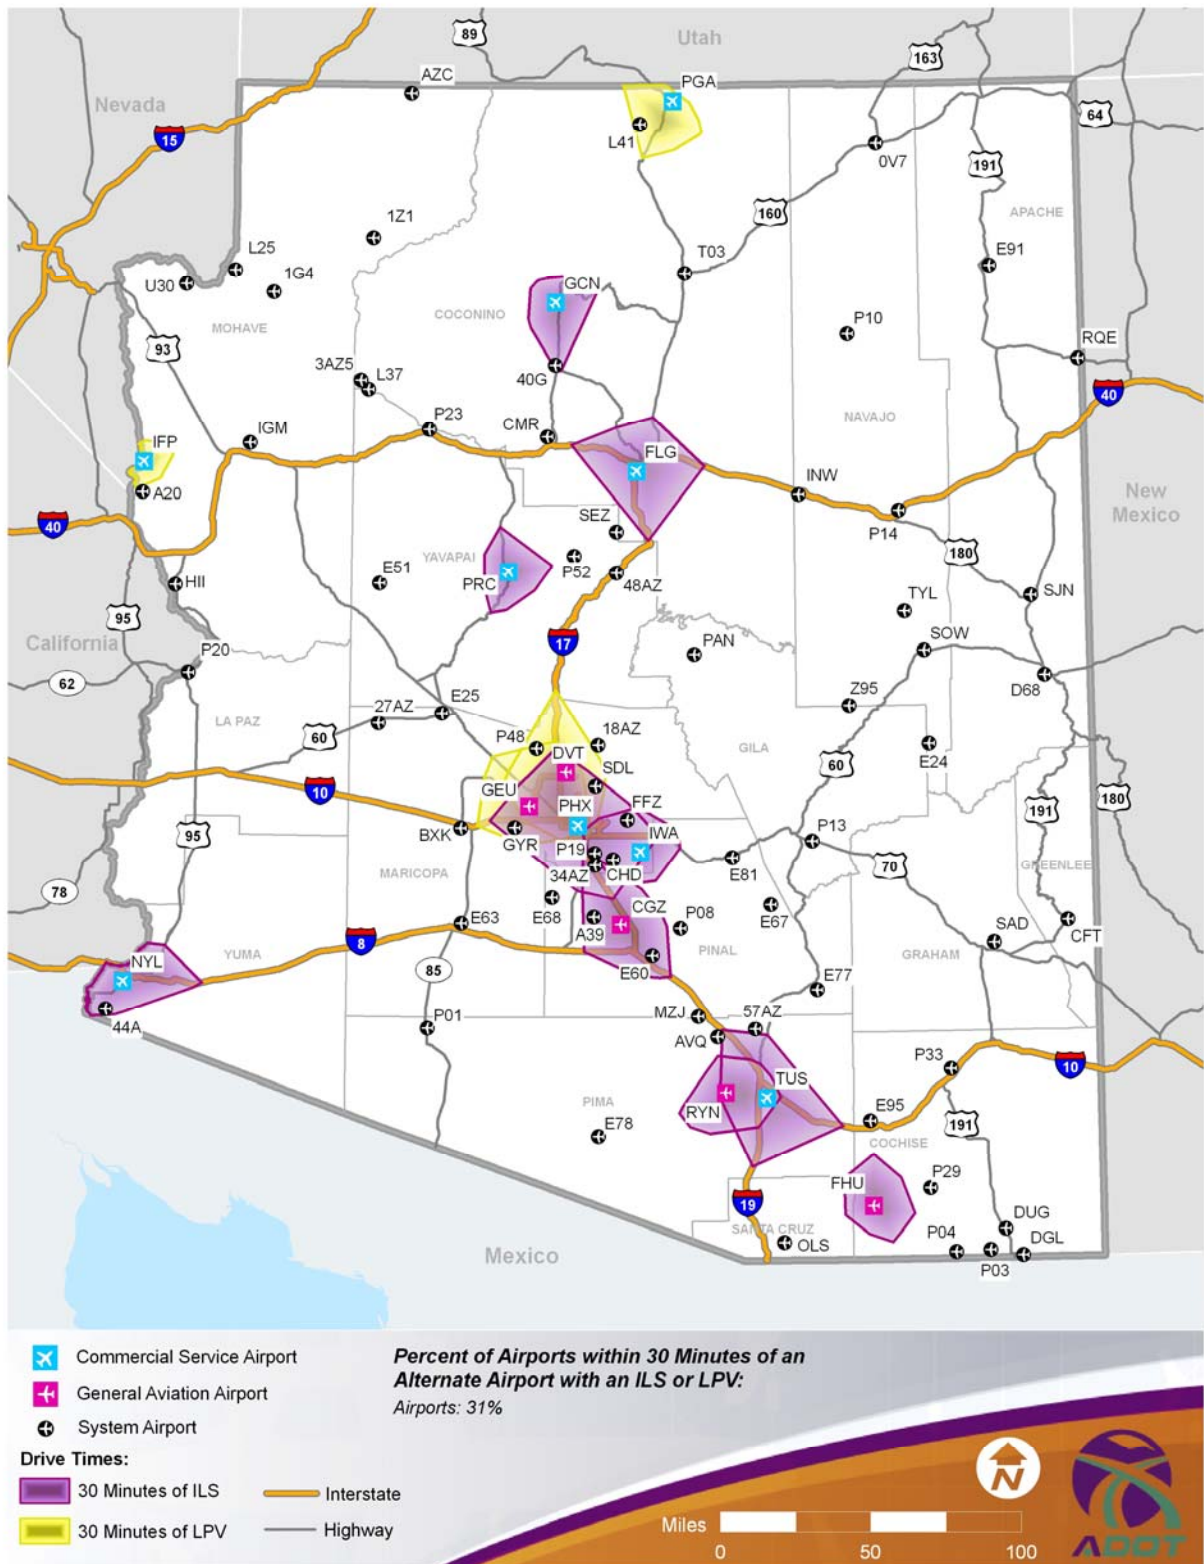 89
Utah
163
AZC
PGA
Nevada
64
15
L41
0V7
191
160
APACHE
1Z1
L25
T03
E91
1G4
U30
GCN
COCONINO
MOHAVE
P10
93
RQE
3AZ5
L37
40G
40
P23
NAVAJO
CMR
IGM
IFP
FLG
INW
A20
New
Mexico
SEZ
40
P14
180
YAVAPAI
E51
PRC
P52
48AZ
HII
SJN
TYL
95
17
California
PAN
SOW
P20
62
D68
Z95
27AZ
E25
LA PAZ
60
P48
18AZ
GILA
DVT
E24
60
SDL
10
GEU
PHX
FFZ
180
191
95
BXK
GYR
IWA
P13
P19
GREENLEE
34AZ
CHD
E81
70
MARICOPA
78
CGZ
E68
E67
E63
A39
P08
SAD
CFT
8
YUMA
PINAL
GRAHAM
NYL
E60
85
E77
44A
P01
MZJ
57AZ
AVQ
P33
10
TUS
PIMA
RYN
E95
E78
191
COCHISE
FHU
P29
19
SANTA CRUZ
DUG
P04
OLS
DGL
P03
Mexico
Commercial Service Airport
General Aviation Airport
System Airport
Drive Times:
30 Minutes of ILS
Interstate
30 Minutes of LPV
Highway
Percent of Airports within 30 Minutes of an
Alternate Airport with an ILS or LPV:
Airports: 31%
N
Miles
0 50 100
ADOT